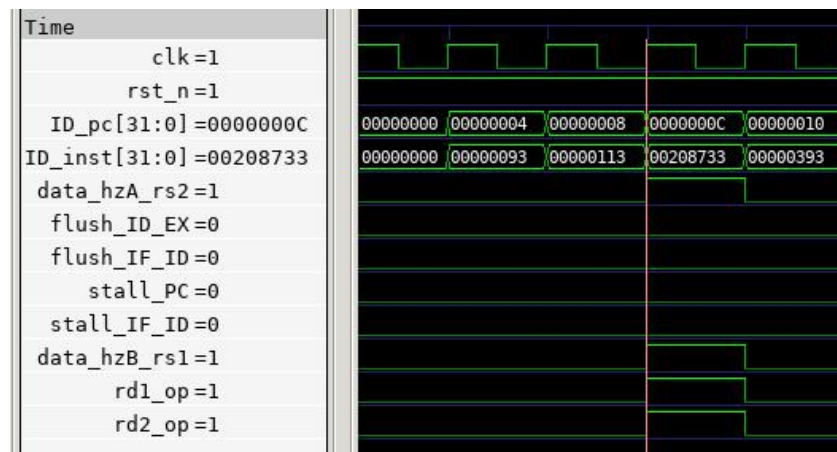 Time
clk=1
rst_n=1
ID_pc[31:0]=0000000C 00000000 00000004 00000008 0000000C 00000010
ID_inst[31:0]=00208733 00000000 00000093 00000113 00208733 00000393
data_hzA_rs2=1
flush_ID_EX=0
flush_IF_ID=0
stall_PC=0
stall_IF_ID=0
data_hzB_rs1=1
rd1_op=1
rd2_op=1